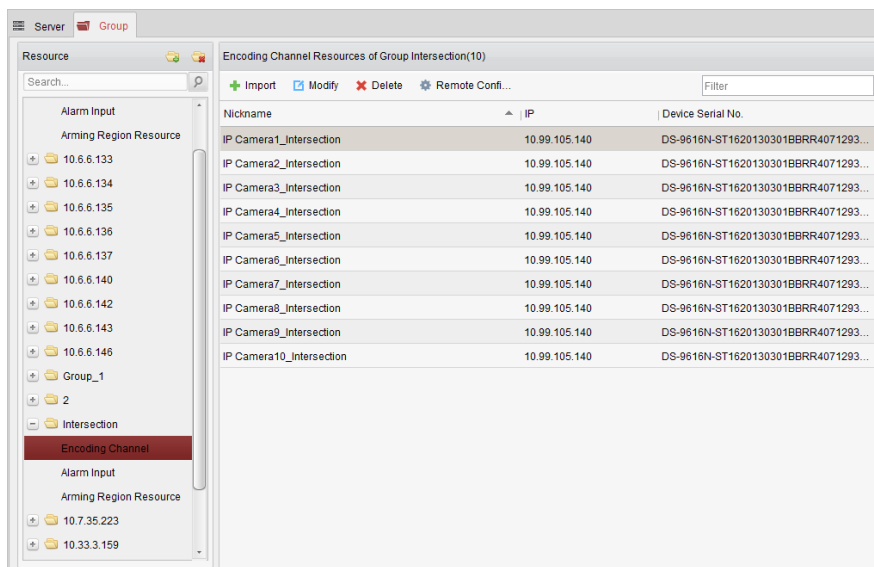 Server Group
Resource
Search...
Alarm Input
Arming Region Resource
10.6.6.133
10.6.6.134
10.6.6.135
10.6.6.136
10.6.6.137
10.6.6.140
10.6.6.142
10.6.6.143
10.6.6.146
Group_1
2
Intersection
Encoding Channel
Alarm Input
Arming Region Resource
10.7.35.223
10.33.3.159
Encoding Channel Resources of Group Intersection(10)
Import Modify Delete Remote Confi... Filter
Nickname IP Device Serial No.
IP Camera1_Intersection 10.99.105.140 DS-9616N-ST1620130301BBRR4071293...
IP Camera2_Intersection 10.99.105.140 DS-9616N-ST1620130301BBRR4071293...
IP Camera3_Intersection 10.99.105.140 DS-9616N-ST1620130301BBRR4071293...
IP Camera4_Intersection 10.99.105.140 DS-9616N-ST1620130301BBRR4071293...
IP Camera5_Intersection 10.99.105.140 DS-9616N-ST1620130301BBRR4071293...
IP Camera6_Intersection 10.99.105.140 DS-9616N-ST1620130301BBRR4071293...
IP Camera7_Intersection 10.99.105.140 DS-9616N-ST1620130301BBRR4071293...
IP Camera8_Intersection 10.99.105.140 DS-9616N-ST1620130301BBRR4071293...
IP Camera9_Intersection 10.99.105.140 DS-9616N-ST1620130301BBRR4071293...
IP Camera10_Intersection 10.99.105.140 DS-9616N-ST1620130301BBRR4071293...